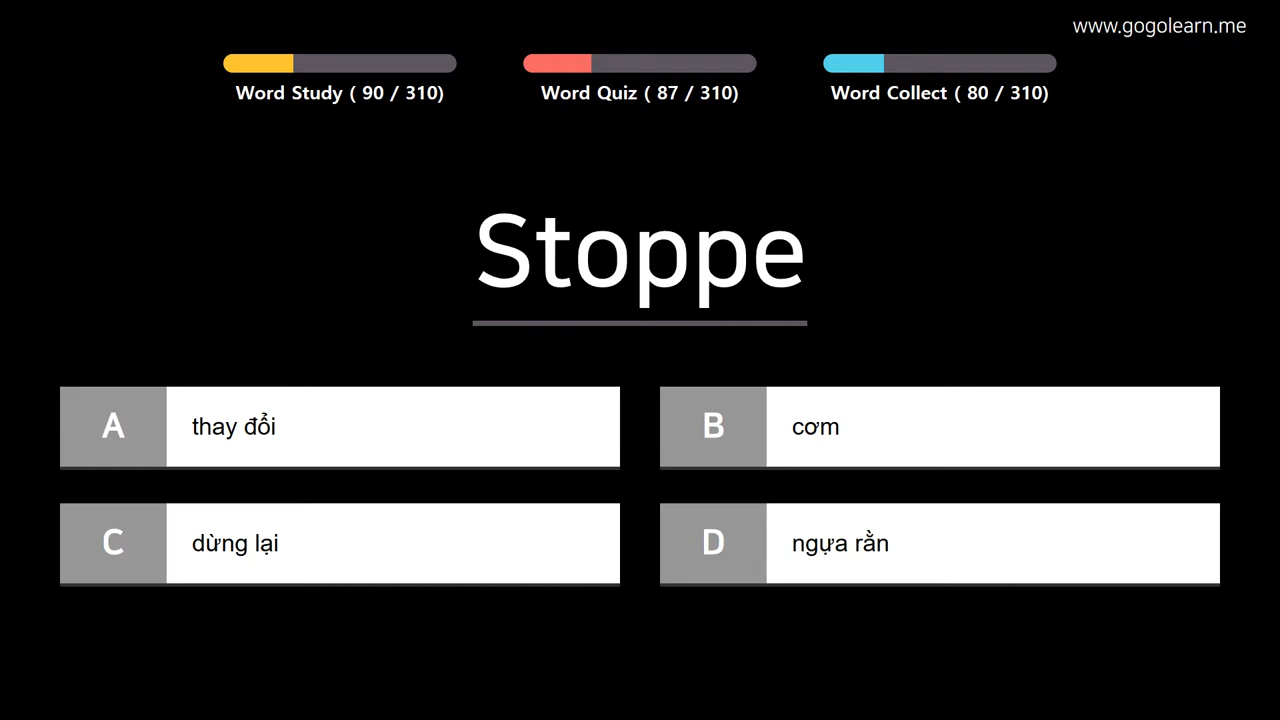 www.gogolearn.me
Word Study ( 90 / 310)
Word Quiz ( 87 / 310)
Word Collect ( 80 / 310)
Stoppe
A thay đổi
B cơm
C dừng lại
D ngựa rằn